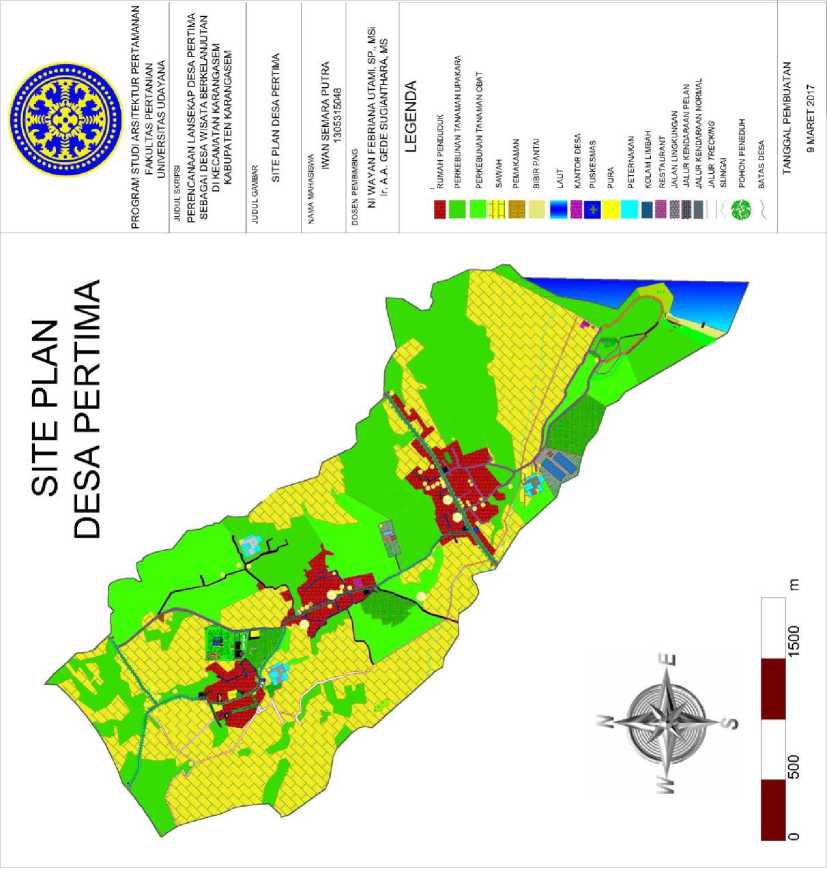 SITE PLAN
DESA PERTIMA
N
E
S
W
0
500
1500
m
PROGRAM STUDI ARSITEKTUR PERTAMANAN
FAKULTAS PERTANIAN
UNIVERSITAS UDAYANA
JUDUL SKRIPSI
PERENCANAAN LANSEKAP DESA PERTIMA
SEBAGAI DESA WISATA BERKELANJUTAN
DI KECAMATAN KARANGASEM
KABUPATEN KARANGASEM
JUDUL GAMBAR
SITE PLAN DESA PERTIMA
NAMA MAHASISWA
IWAN SEMARA PUTRA
1305315048
DOSEN PEMBIMBING
NI WAYAN FEBRIANA UTAMI, SP., MSi
Ir. A.A. GEDE SUGIANTHARA, MS
LEGENDA
RUMAH PENDUDUK
PERKEBUNAN TANAMAN UPAKARA
PERKEBUNAN TANAMAN OBAT
SAWAH
PEMAKAMAN
BIBIR PANTAI
LAUT
KANTOR DESA
PUSKESMAS
PURA
PETERNAKAN
KOLAM LIMBAH
RESTAURANT
JALAN LINGKUNGAN
JALUR KENDARAAN PELAN
JALUR KENDARAAN NORMAL
JALUR TRECKING
SUNGAI
POHON PENEDUH
BATAS DESA
TANGGAL PEMBUATAN
9 MARET 2017